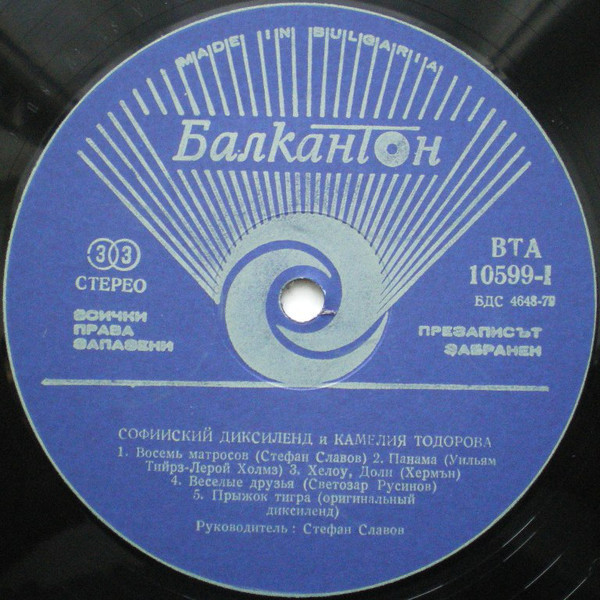 MADE IN BULGARIA
Балкантон
33
СТЕРЕО
ВТА
10599-I
БДС 4648-79
ВСИЧКИ
ПРАВА
ЗАПАЗЕНИ
ПРЕЗАПИСЪТ
ЗАБРАНЕН
СОФИЙСКИЙ ДИКСИЛЕНД и КАМЕЛИЯ ТОДОРОВА
1. Восемь матросов (Стефан Славов) 2. Панама (Уильям
Тийрз-Лерой Холмз) 3. Хелоу, Доли (Хермън)
4. Веселые друзья (Светозар Русинов)
5. Прыжок тигра (оригинальный
диксиленд)
Руководитель: Стефан Славов